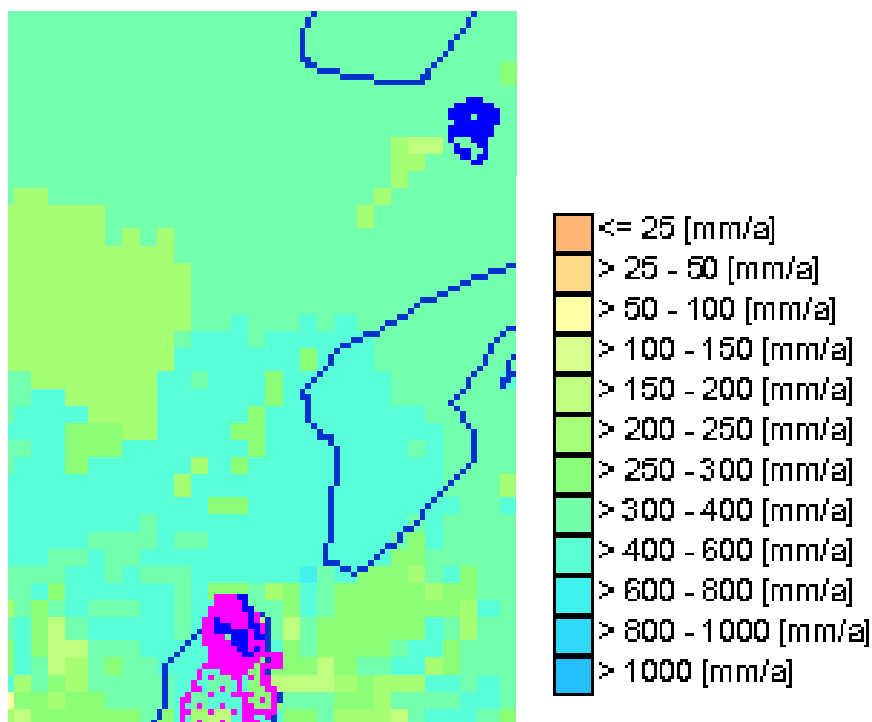 <= 25 [mm/a]
> 25 - 50 [mm/a]
> 50 - 100 [mm/a]
> 100 - 150 [mm/a]
> 150 - 200 [mm/a]
> 200 - 250 [mm/a]
> 250 - 300 [mm/a]
> 300 - 400 [mm/a]
> 400 - 600 [mm/a]
> 600 - 800 [mm/a]
> 800 - 1000 [mm/a]
> 1000 [mm/a]